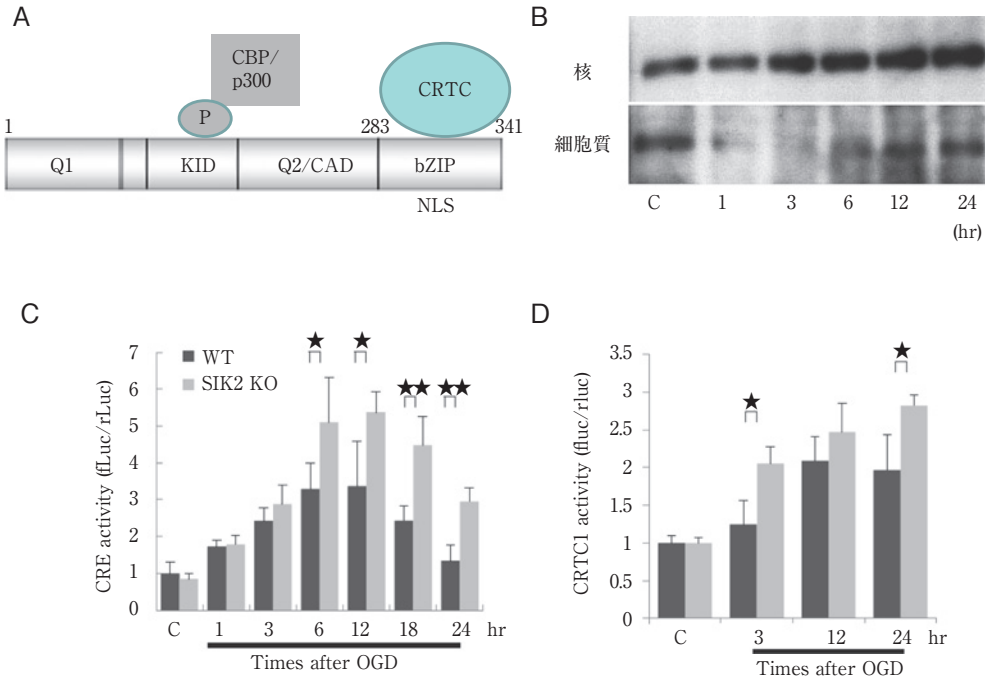 A
CBP/
p300
CRTC
P
1
283
341
Q1
KID
Q2/CAD
bZIP
NLS
B
核
細胞質
C 1 3 6 12 24
(hr)
C
CRE activity (fLuc/rLuc)
7
6
5
4
3
2
1
0
WT
SIK2 KO
★
★
★★
★★
C 1 3 6 12 18 24 hr
Times after OGD
D
CRTC1 activity (fluc/rluc)
3.5
3
2.5
2
1.5
1
0.5
0
★
★
C 3 12 24 hr
Times after OGD